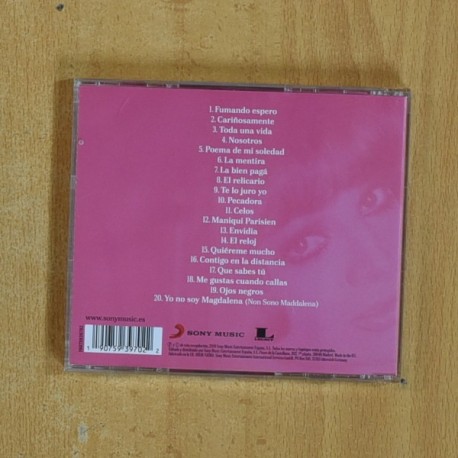 1. Fumando espero
2. Cariñosamente
3. Toda una vida
4. Nosotros
5. Poema de mi soledad
6. La mentira
7. La bien pagá
8. El relicario
9. Te lo juro yo
10. Pecadora
11. Celos
12. Maniquí Parisien
13. Envidia
14. El reloj
15. Quiéreme mucho
16. Contigo en la distancia
17. Que sabes tú
18. Me gustas cuando callas
19. Ojos negros
20. Yo no soy Magdalena (Non Sono Maddalena)
www.sonymusic.es
SONY MUSIC